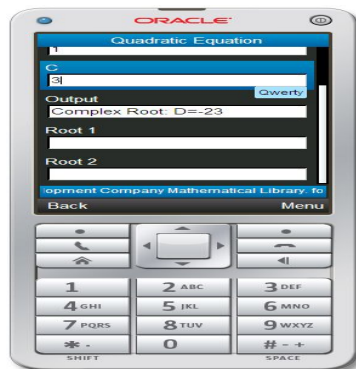 ORACLE
Quadratic Equation
1
C
3
Qwerty
Output
Complex Root: D=-23
Root 1
Root 2
opment Company Mathematical Library. fo
Back
Menu
1
2 ABC
3 DEF
4 GHI
5 JKL
6 MNO
7 PQRS
8 TUV
9 WXYZ
* .
0
# - +
SHIFT
SPACE